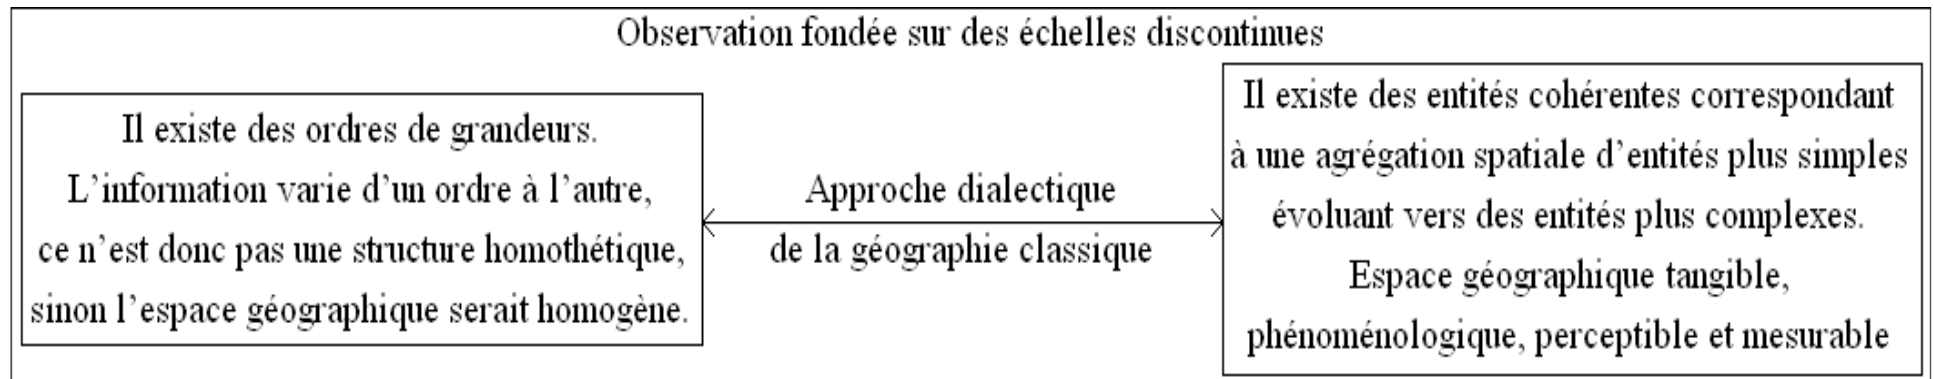 Observation fondée sur des échelles discontinues
Il existe des ordres de grandeurs.
L’information varie d’un ordre à l’autre,
ce n’est donc pas une structure homothétique,
sinon l’espace géographique serait homogène.
Approche dialectique
de la géographie classique
Il existe des entités cohérentes correspondant
à une agrégation spatiale d’entités plus simples
évoluant vers des entités plus complexes.
Espace géographique tangible,
phénoménologique, perceptible et mesurable